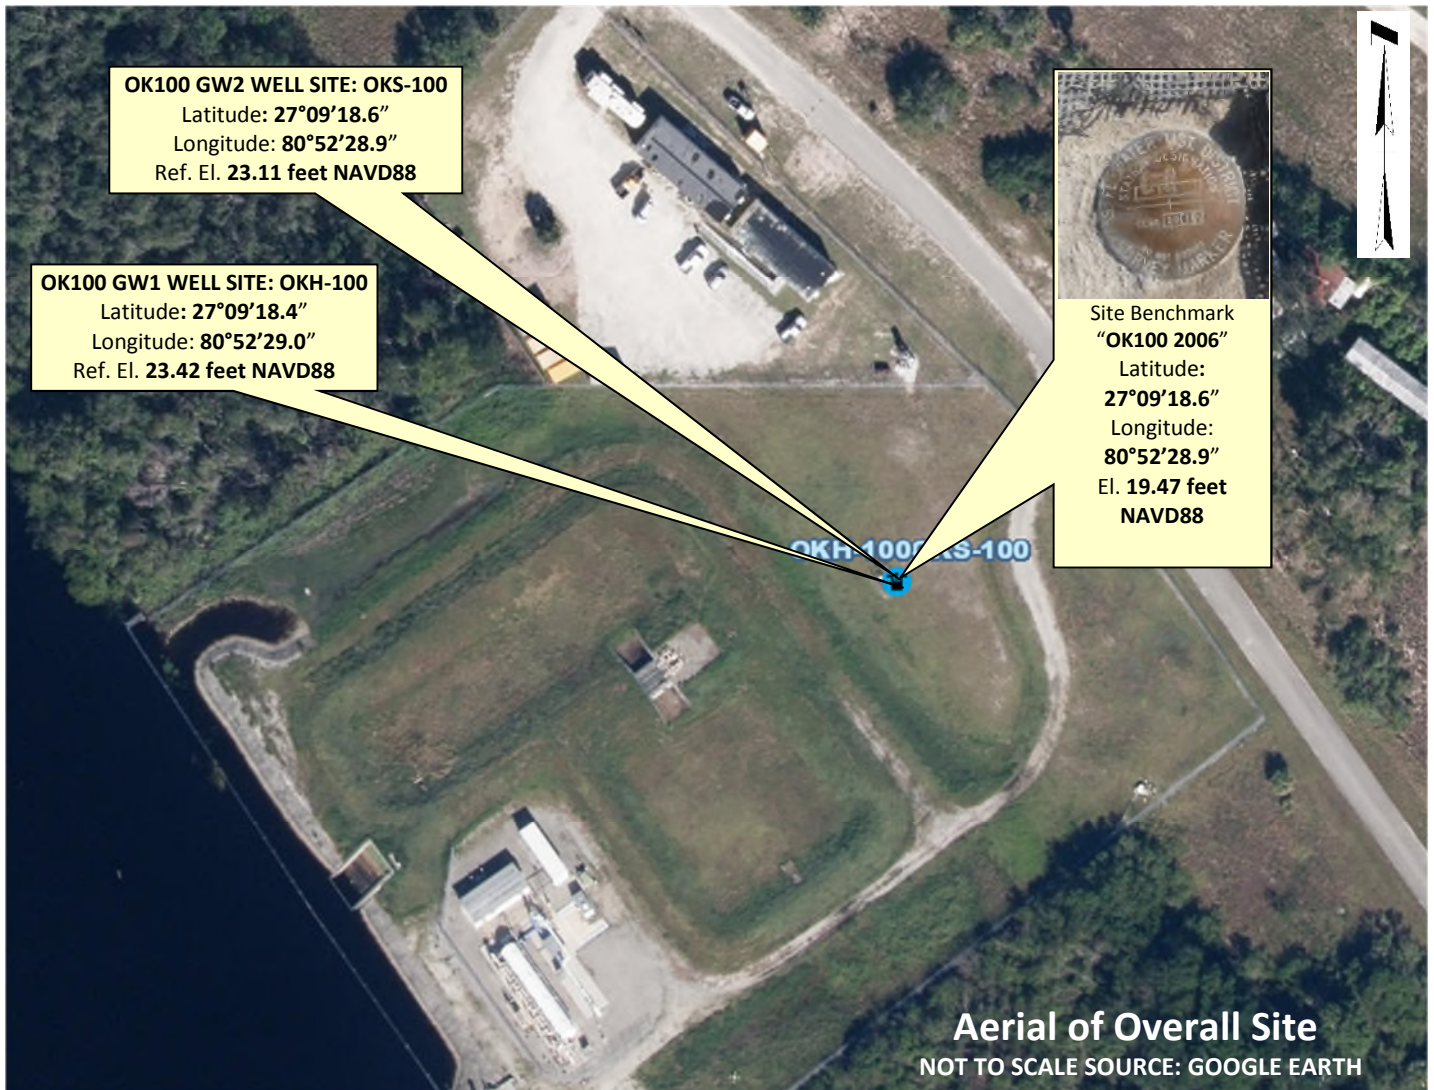 OK100 GW2 WELL SITE: OKS-100
Latitude: 27°09’18.6”
Longitude: 80°52’28.9”
Ref. El. 23.11 feet NAVD88
OK100 GW1 WELL SITE: OKH-100
Latitude: 27°09’18.4”
Longitude: 80°52’29.0”
Ref. El. 23.42 feet NAVD88
Site Benchmark
“OK100 2006”
Latitude:
27°09’18.6”
Longitude:
80°52’28.9”
El. 19.47 feet
NAVD88
Aerial of Overall Site
NOT TO SCALE SOURCE: GOOGLE EARTH